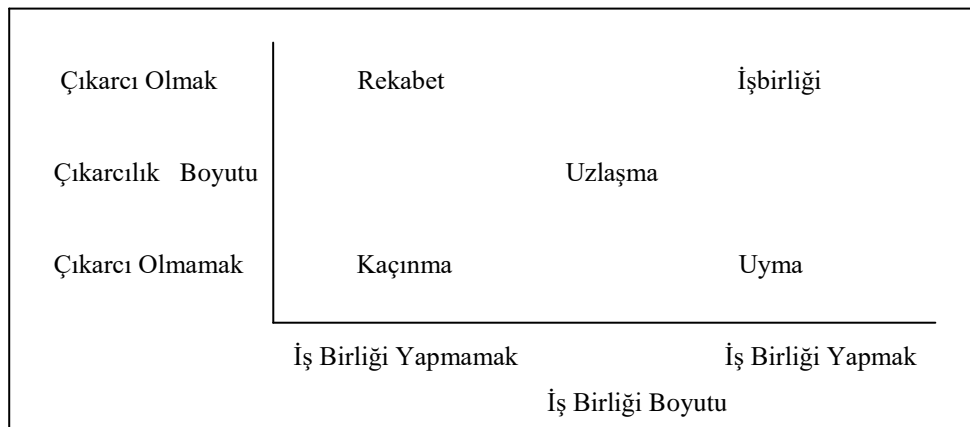 Çıkarcı Olmak Rekabet İşbirliği
Çıkarcılık Boyutu Uzlaşma
Çıkarcı Olmamak Kaçınma Uyma
İş Birliği Yapmamak İş Birliği Yapmak
İş Birliği Boyutu